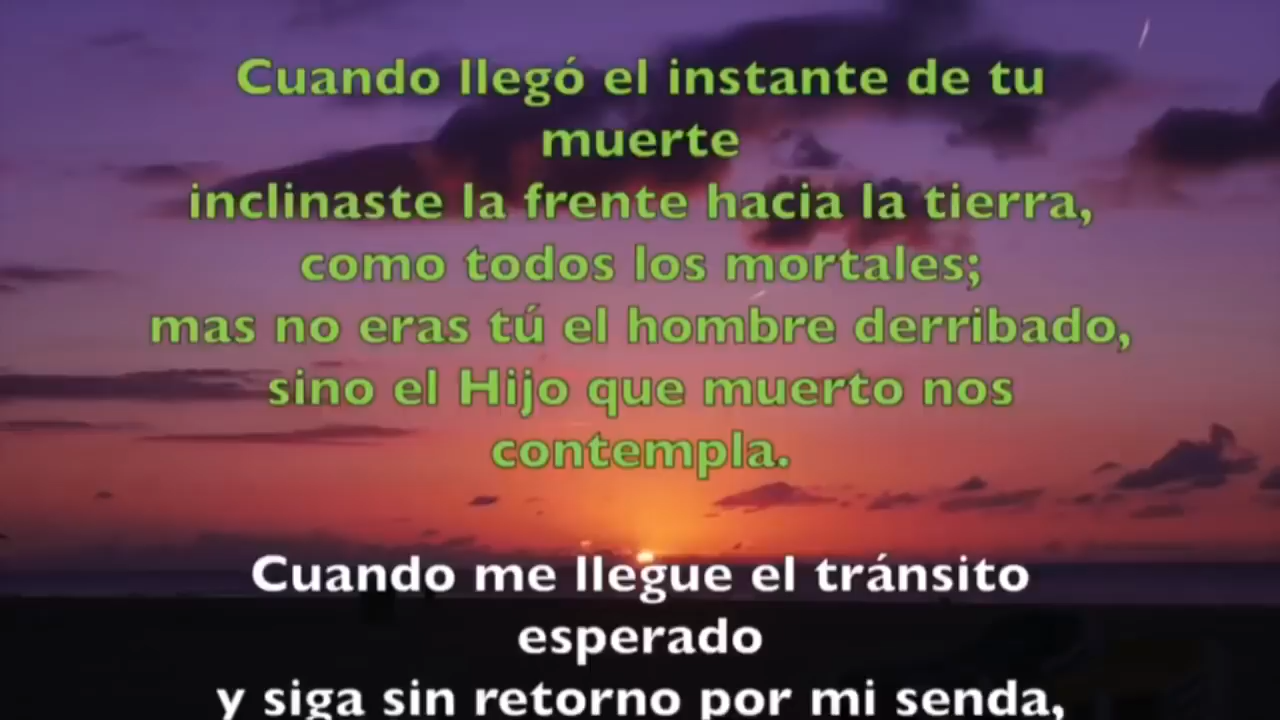 Cuando llegó el instante de tu
muerte
inclinaste la frente hacia la tierra,
como todos los mortales;
mas no eras tú el hombre derribado,
sino el Hijo que muerto nos
contempla.
Cuando me llegue el tránsito
esperado
y siga sin retorno por mi senda,